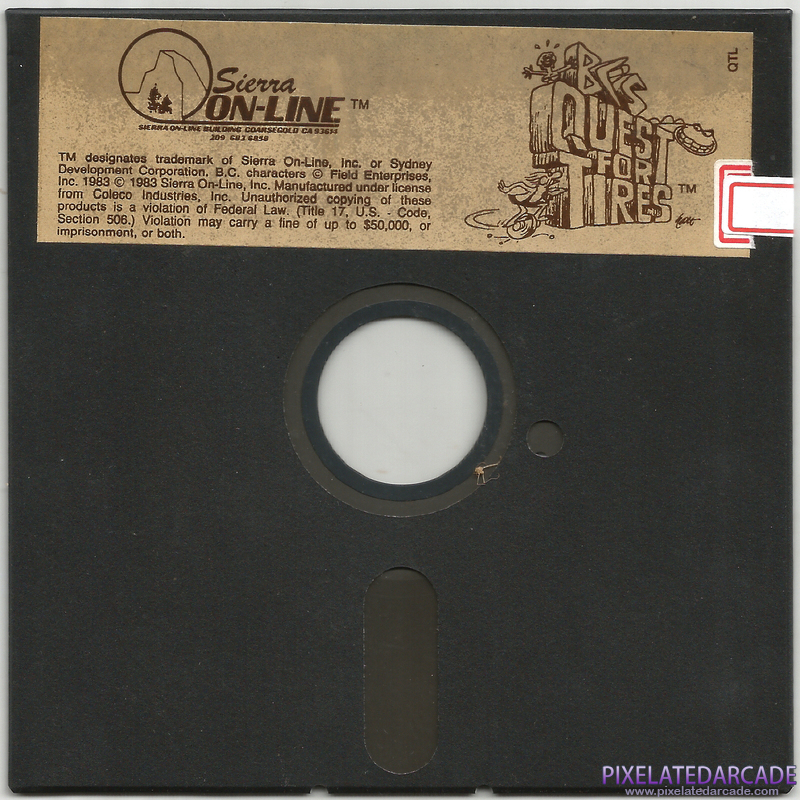 Sierra
ON-LINE TM
SIERRA ON-LINE BUILDING COARSEGOLD CA 93614
209 683 6858
TM designates trademark of Sierra On-Line, Inc. or Sydney
Development Corporation, B.C. characters © Field Enterprises,
Inc. 1983 © 1983 Sierra On-Line, Inc. Manufactured under license
from Coleco Industries, Inc. Unauthorized copying of these
products is a violation of Federal Law. (Title 17, U.S. - Code,
Section 506.) Violation may carry a fine of up to $50,000, or
imprisonment, or both.
BC's
QUEST
FOR
TIRES TM
QTL
PIXELATEDARCADE
www.pixelatedarcade.com